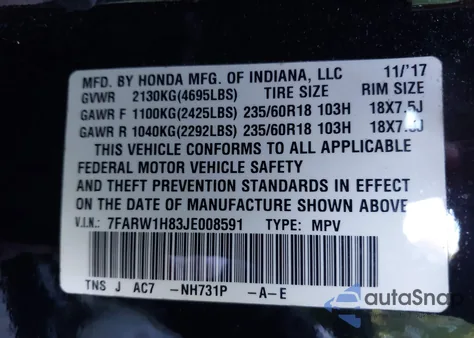 MFD. BY HONDA MFG. OF INDIANA, LLC 11/'17
GVWR 2130KG(4695LBS) TIRE SIZE RIM SIZE
GAWR F 1100KG(2425LBS) 235/60R18 103H 18X7.5J
GAWR R 1040KG(2292LBS) 235/60R18 103H 18X7.5J
THIS VEHICLE CONFORMS TO ALL APPLICABLE
FEDERAL MOTOR VEHICLE SAFETY
AND THEFT PREVENTION STANDARDS IN EFFECT
ON THE DATE OF MANUFACTURE SHOWN ABOVE.
V.I.N.: 7FARW1H83JE008591 TYPE: MPV
TNS J AC7 -NH731P -A-E
autoSnap